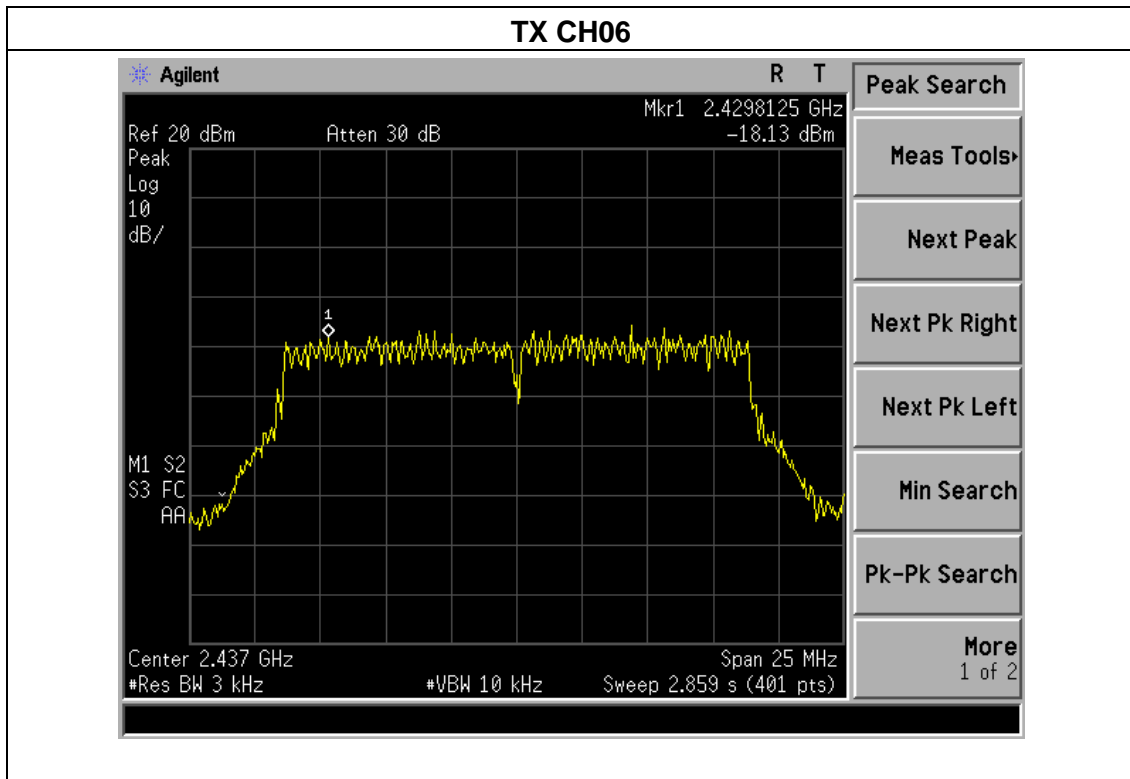 TX CH06
Agilent R T
Peak Search
Mkr1 2.4298125 GHz
Ref 20 dBm Atten 30 dB -18.13 dBm
Peak
Log
10
dB/
1
M1 S2
S3 FC
AA
Center 2.437 GHz Span 25 MHz
#Res BW 3 kHz #VBW 10 kHz Sweep 2.859 s (401 pts)
Meas Tools
Next Peak
Next Pk Right
Next Pk Left
Min Search
Pk-Pk Search
More
1 of 2